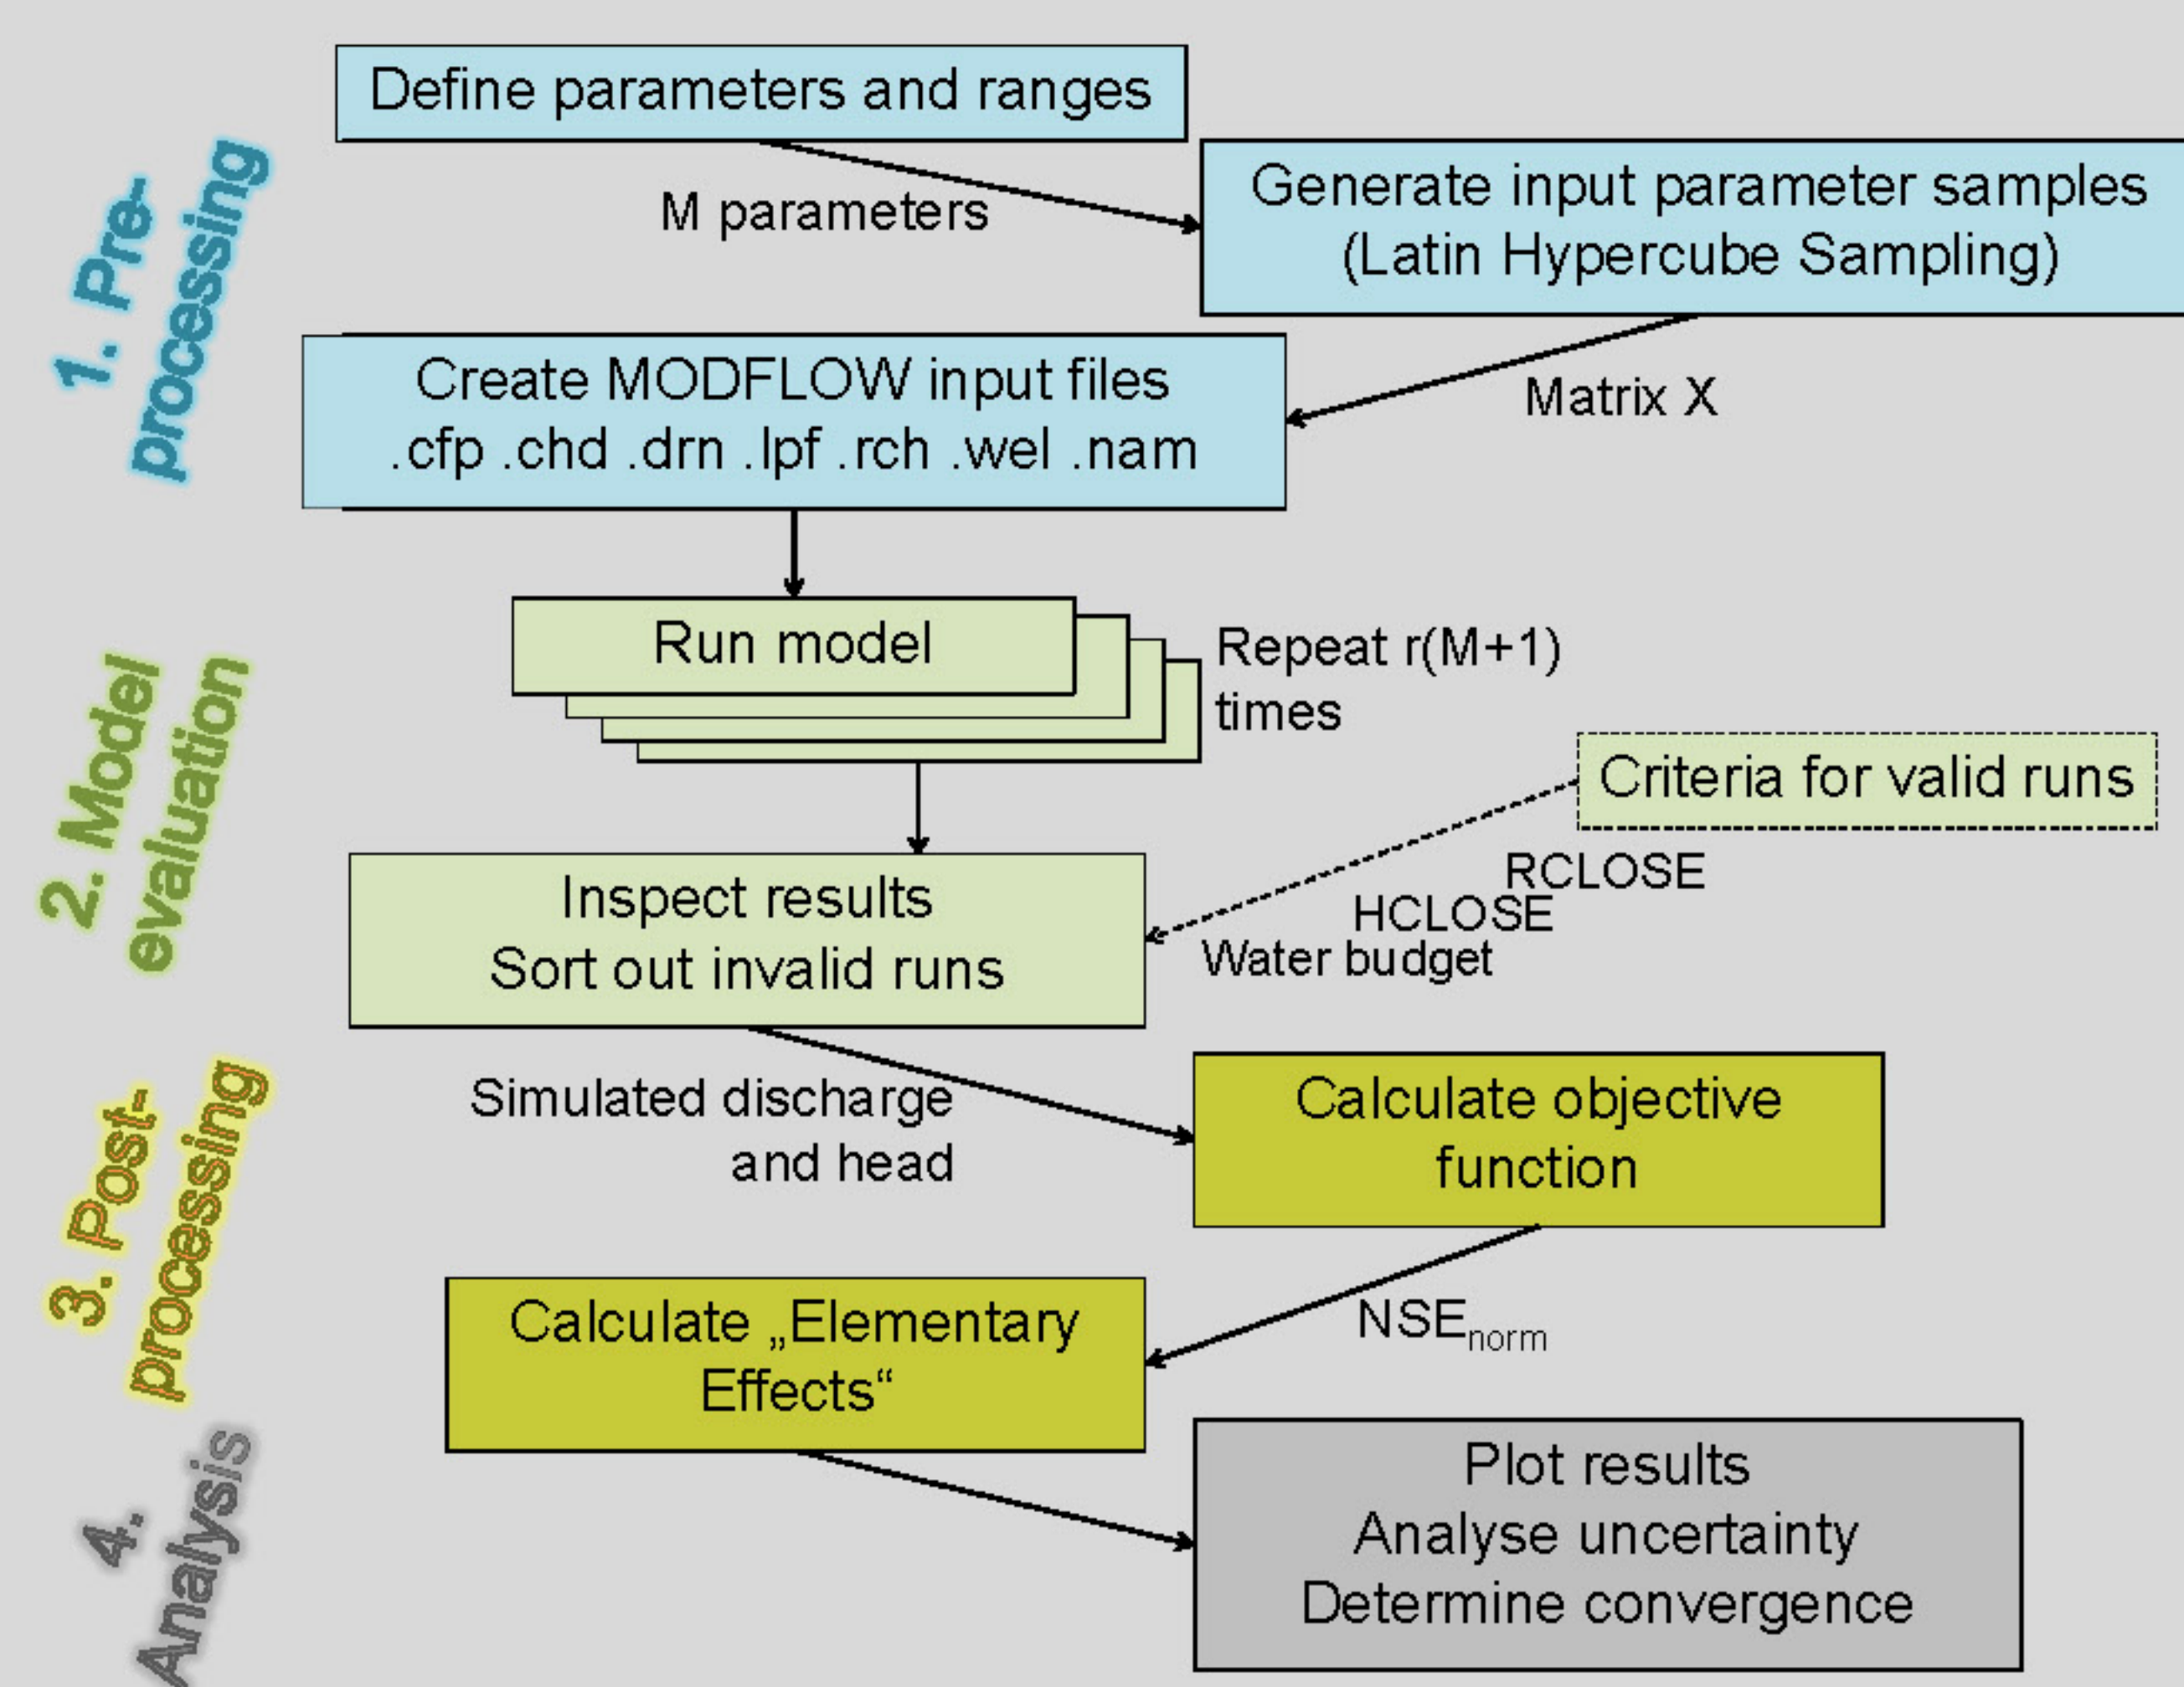 1. Pre-
processing
Define parameters and ranges
M parameters
Generate input parameter samples
(Latin Hypercube Sampling)
Matrix X
Create MODFLOW input files
.cfp .chd .drn .lpf .rch .wel .nam
2. Model
evaluation
Run model
Repeat r(M+1)
times
Criteria for valid runs
RCLOSE
HCLOSE
Water budget
Inspect results
Sort out invalid runs
3. Post-
processing
Simulated discharge
and head
Calculate objective
function
NSEnorm
Calculate „Elementary
Effects“
4.
Analysis
Plot results
Analyse uncertainty
Determine convergence